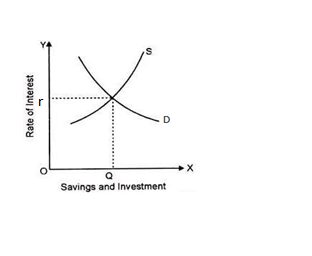 Y
S
r
Rate of Interest
D
O
Q
X
Savings and Investment